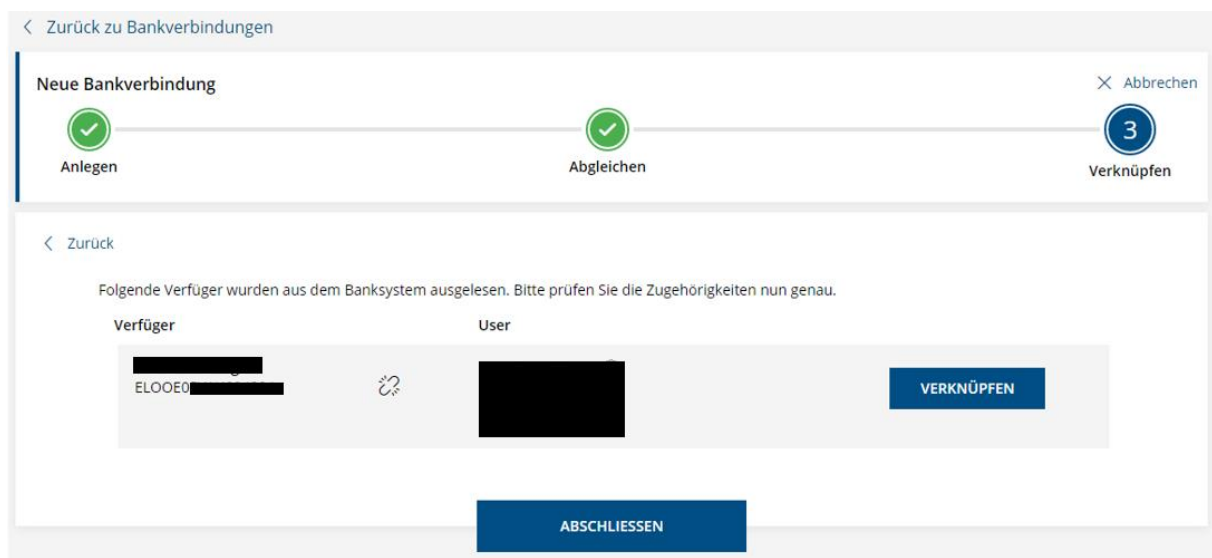 Zurück zu Bankverbindungen
Neue Bankverbindung
Abbrechen
3
Anlegen
Abgleichen
Verknüpfen
Zurück
Folgende Verfüger wurden aus dem Banksystem ausgelesen. Bitte prüfen Sie die Zugehörigkeiten nun genau.
Verfüger
User
ELOOE0
VERKNÜPFEN
ABSCHLIESSEN